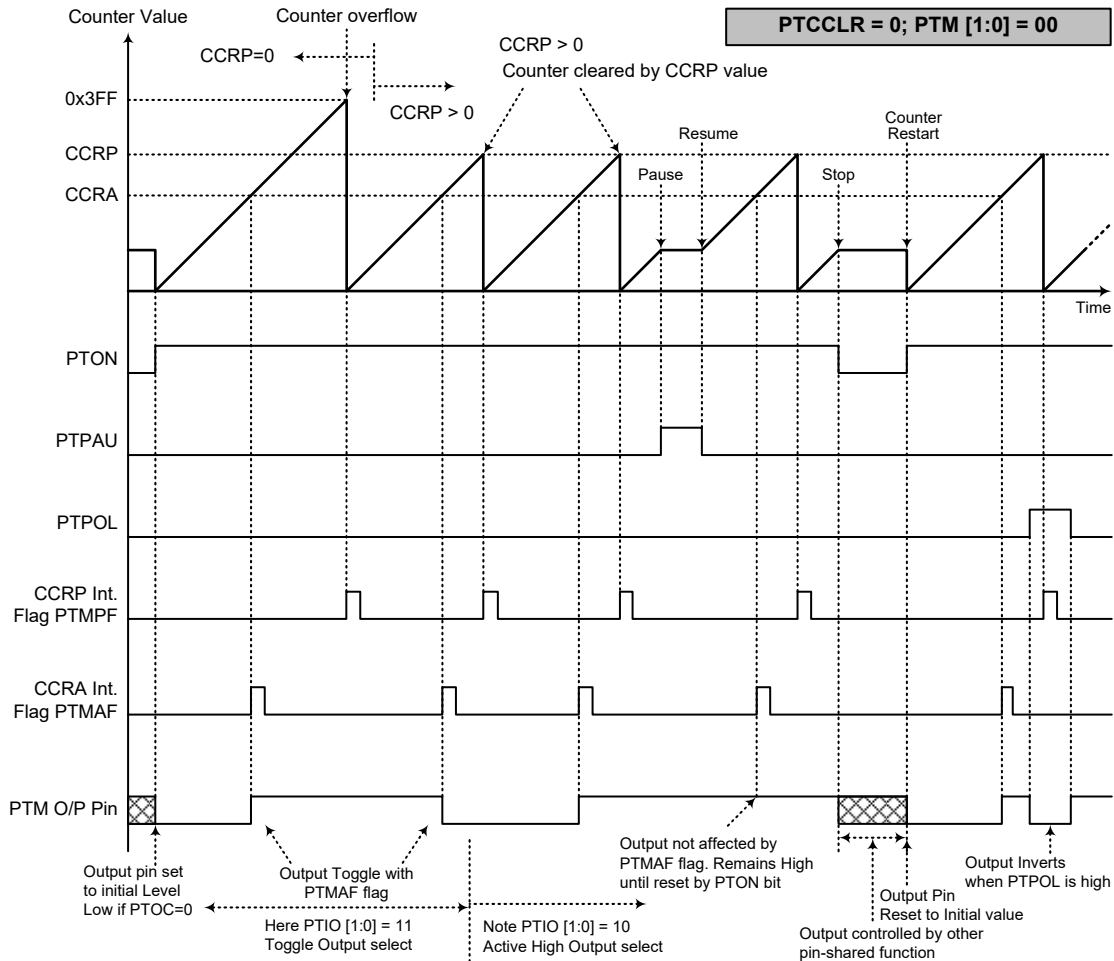 Counter Value
Counter overflow
PTCCLR = 0; PTM [1:0] = 00
CCRP=0
CCRP > 0
CCRP > 0
Counter cleared by CCRP value
0x3FF
CCRP
CCRA
Pause
Resume
Stop
Counter
Restart
Time
PTON
PTPAU
PTPOL
CCRP Int.
Flag PTMPF
CCRA Int.
Flag PTMAF
PTM O/P Pin
Output pin set
to initial Level
Low if PTOC=0
Output Toggle with
PTMAF flag
Here PTIO [1:0] = 11
Toggle Output select
Note PTIO [1:0] = 10
Active High Output select
Output not affected by
PTMAF flag. Remains High
until reset by PTON bit
Output Pin
Reset to Initial value
Output controlled by other
pin-shared function
Output Inverts
when PTPOL is high